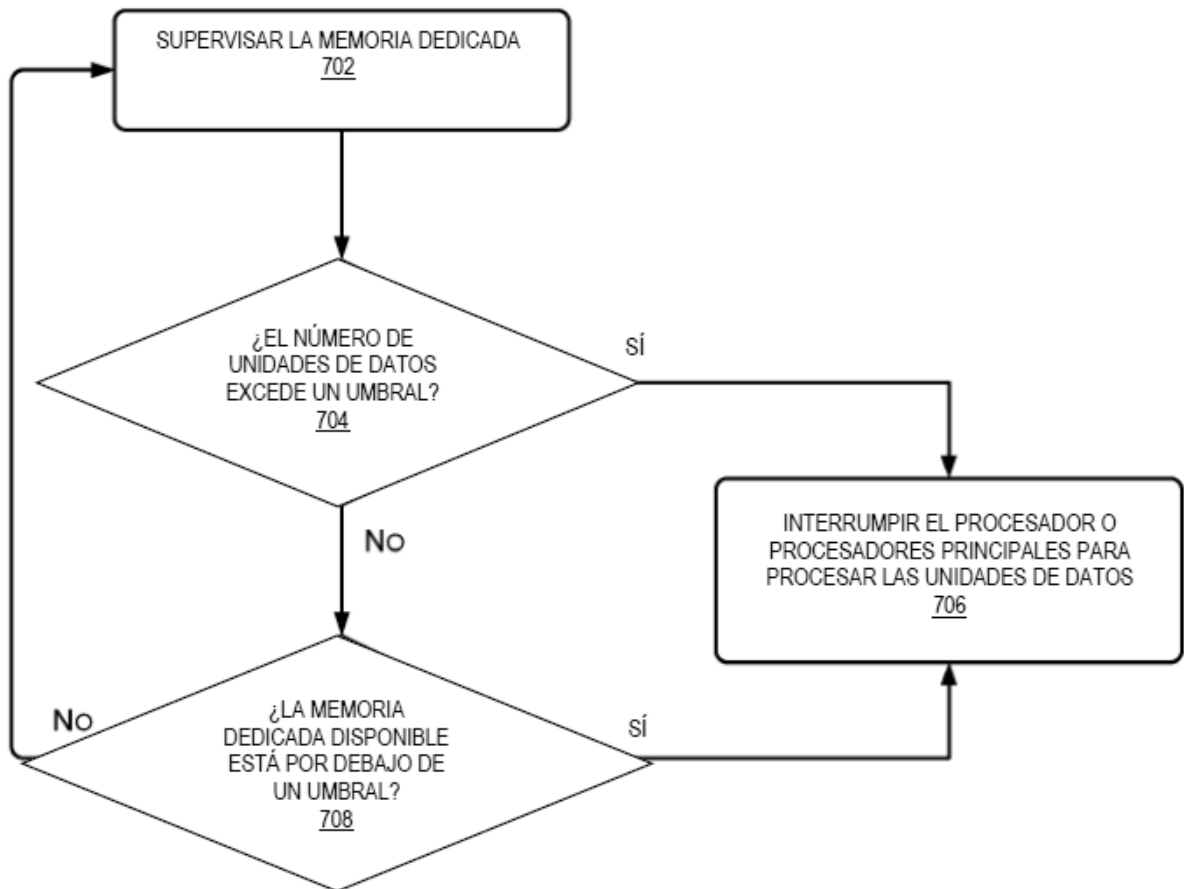 SUPERVISAR LA MEMORIA DEDICADA
702
¿EL NÚMERO DE
UNIDADES DE DATOS
EXCEDE UN UMBRAL?
704
SÍ
No
INTERRUMPIR EL PROCESADOR O
PROCESADORES PRINCIPALES PARA
PROCESAR LAS UNIDADES DE DATOS
706
¿LA MEMORIA
DEDICADA DISPONIBLE
ESTÁ POR DEBAJO DE
UN UMBRAL?
708
No
SÍ